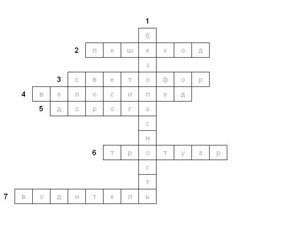 1
б
2 пешеход
з
3 светофор
4 велосипед
5 дорога
с
н
6 тротуар
с
т
7 водитель